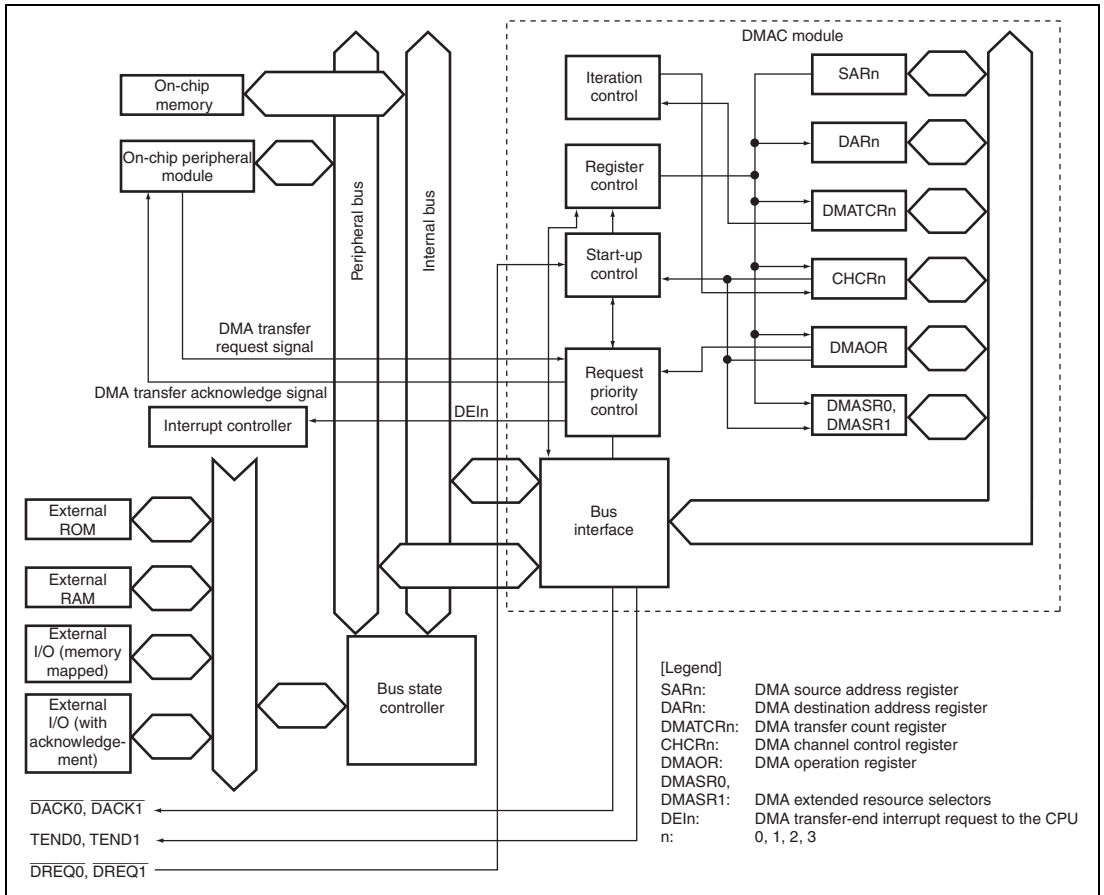 DMAC module
On-chip
memory
On-chip peripheral
module
Peripheral bus
Internal bus
Iteration
control
Register
control
Start-up
control
Request
priority
control
SARn
DARn
DMATCRn
CHCRn
DMAOR
DMASR0,
DMASR1
DMA transfer
request signal
DMA transfer acknowledge signal
DEIn
Interrupt controller
Bus
interface
External
ROM
External
RAM
External
I/O (memory
mapped)
External
I/O (with
acknowledge-
ment)
Bus state
controller
DACK0, DACK1
TEND0, TEND1
DREQ0, DREQ1
[Legend]
SARn: DMA source address register
DARn: DMA destination address register
DMATCRn: DMA transfer count register
CHCRn: DMA channel control register
DMAOR: DMA operation register
DMASR0,
DMASR1: DMA extended resource selectors
DEIn: DMA transfer-end interrupt request to the CPU
n: 0, 1, 2, 3